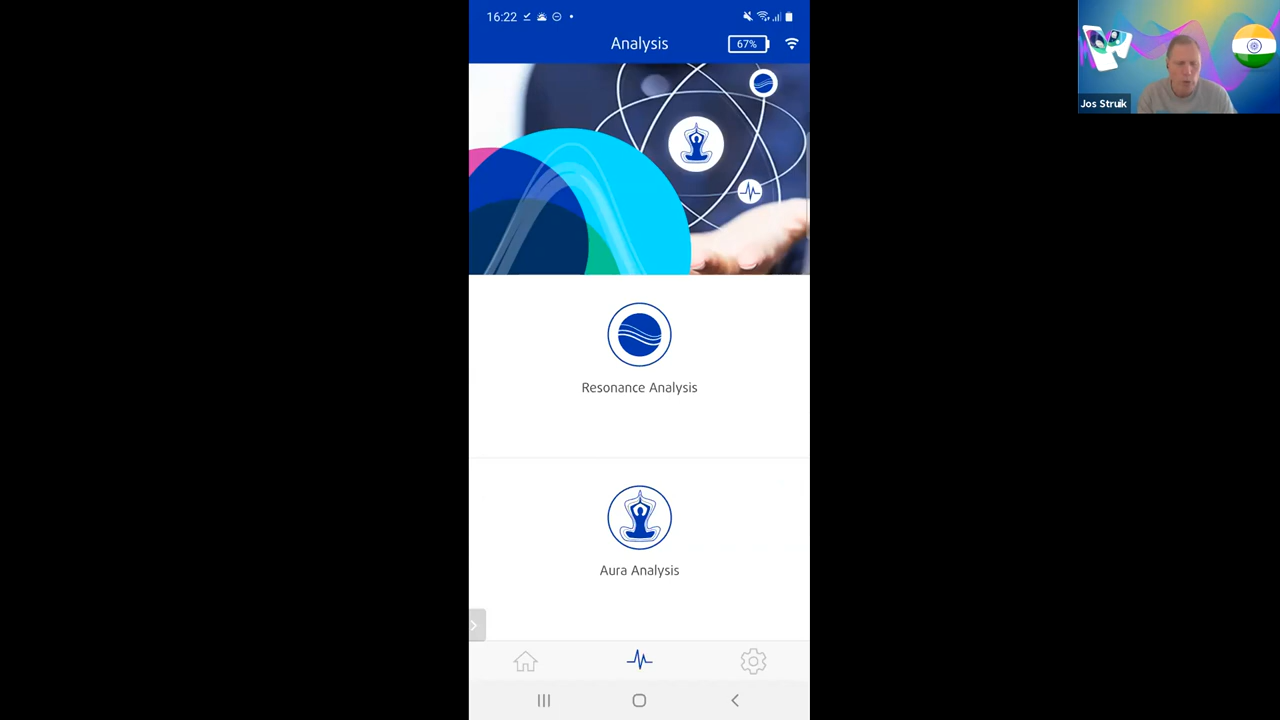 16:22
Analysis
67%
Jos Struik
Resonance Analysis
Aura Analysis